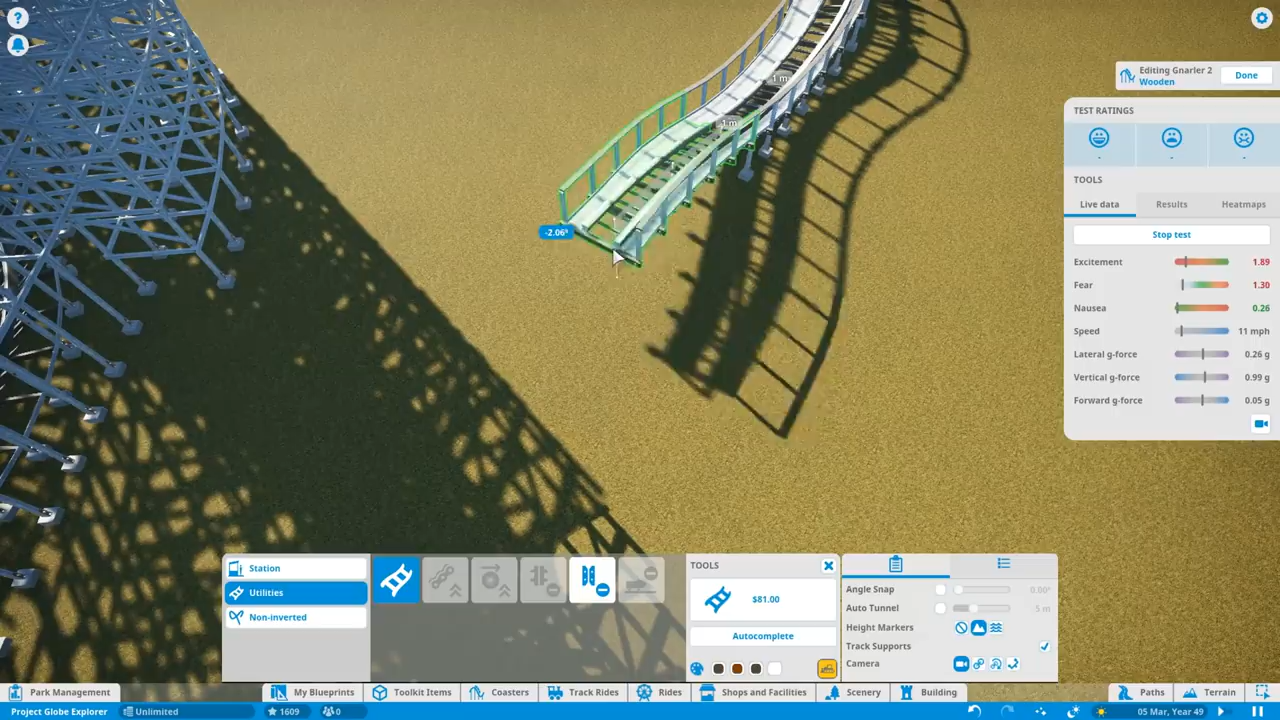 ?
1 m
1 m
-2.06°
Editing Gnarler 2
Wooden
Done
TEST RATINGS
- - -
TOOLS
Live data Results Heatmaps
Stop test
Excitement 1.89
Fear 1.30
Nausea 0.26
Speed 11 mph
Lateral g-force 0.26 g
Vertical g-force 0.99 g
Forward g-force 0.05 g
Station
Utilities
Non-inverted
TOOLS
$81.00
Autocomplete
Angle Snap 0.00°
Auto Tunnel 5 m
Height Markers
Track Supports
Camera
Park Management My Blueprints Toolkit Items Coasters Track Rides Rides Shops and Facilities Scenery Building Paths Terrain
Project Globe Explorer Unlimited 1609 0 05 Mar, Year 49